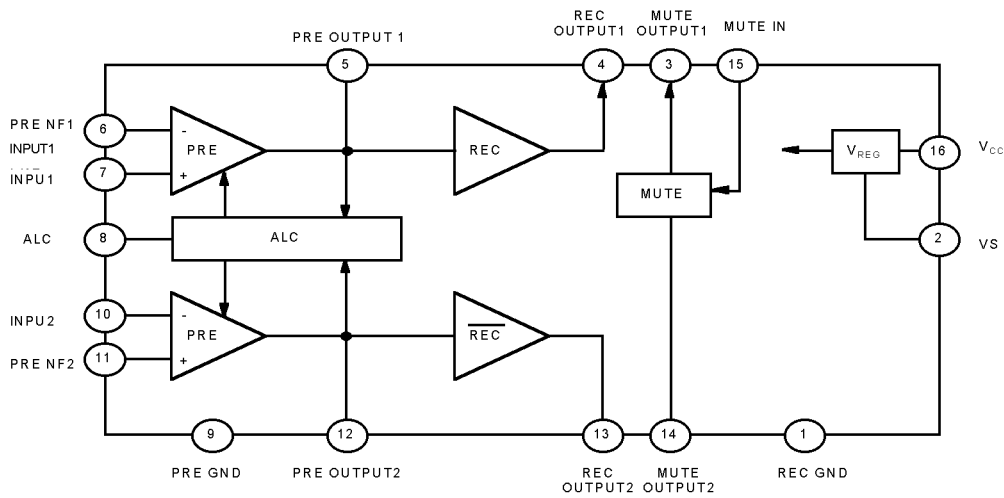 REC
OUTPUT1
MUTE
OUTPUT1
MUTE IN
PRE OUTPUT 1
5
4
3
15
PRE NF1
6
-
PRE
REC
INPUT1
INPU1
7
+
VREG
16
VCC
MUTE
ALC
8
ALC
2
VS
INPU2
10
-
PRE
REC
PRE NF2
11
+
9
12
13
14
1
PRE GND
PRE OUTPUT2
REC
OUTPUT2
MUTE
OUTPUT2
REC GND